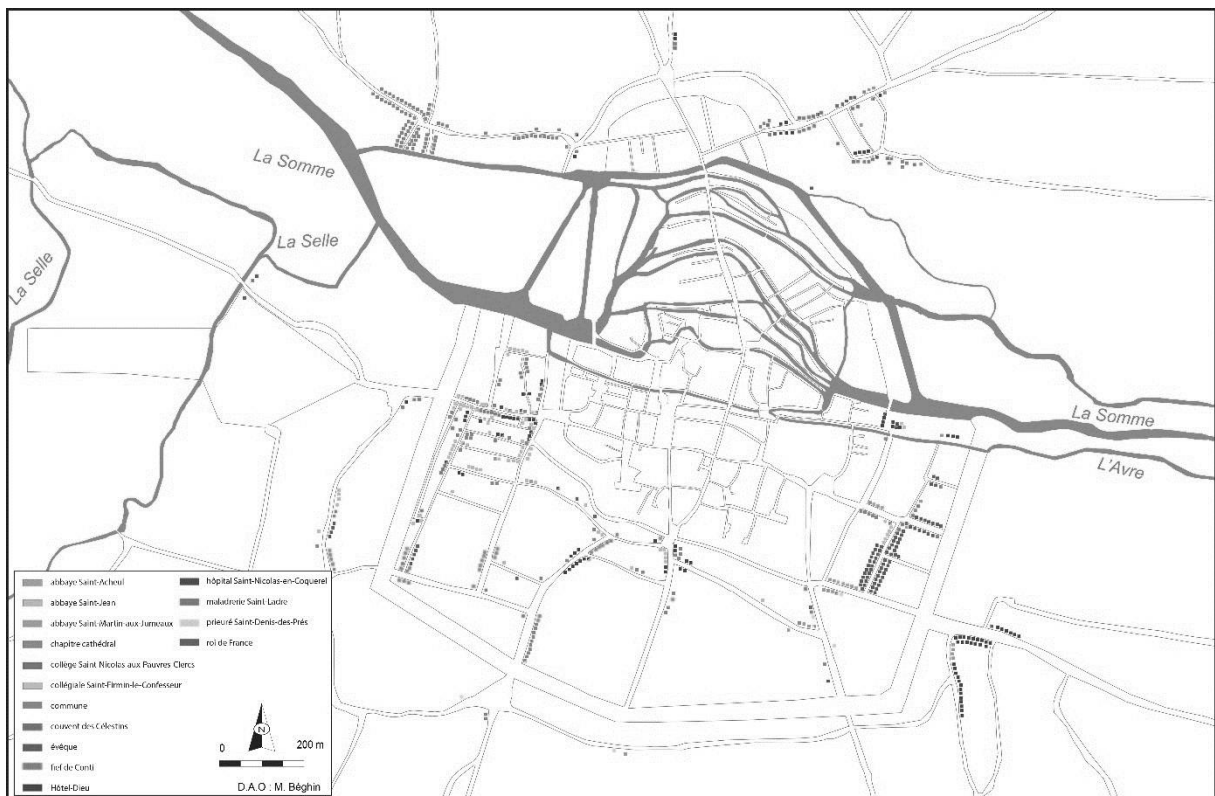 La Somme
La Selle
La Selle
La Somme
L'Avre
abbaye Saint-Acheul
abbaye Saint-Jean
abbaye Saint-Martin-aux-Jumeaux
chapitre cathédral
collège Saint Nicolas aux Pauvres Clercs
collégiale Saint-Firmin-le-Confesseur
commune
couvent des Célestins
évêque
fief de Conti
Hôtel-Dieu
hôpital Saint-Nicolas-en-Coquerel
maladrerie Saint-Ladre
prieuré Saint-Denis-des-Prés
roi de France
N
0 200 m
D.A.O : M. Béghin